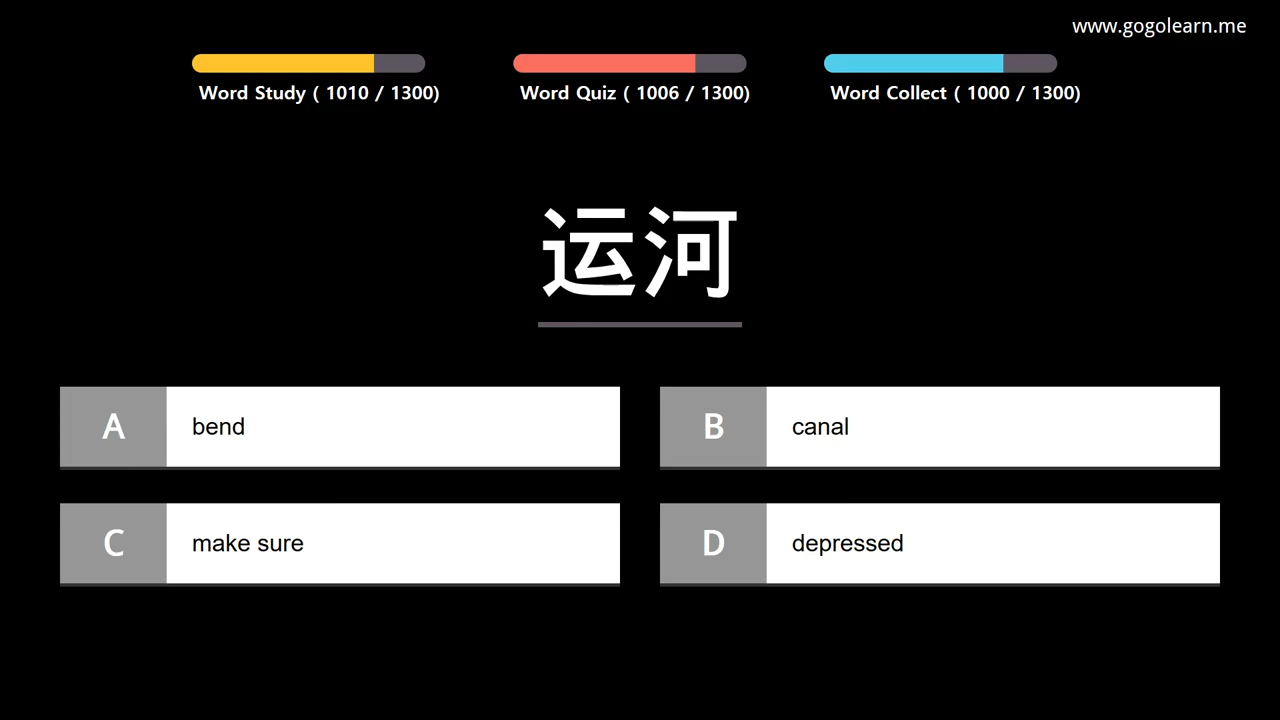 www.gogolearn.me
Word Study ( 1010 / 1300)
Word Quiz ( 1006 / 1300)
Word Collect ( 1000 / 1300)
运河
A bend
B canal
C make sure
D depressed